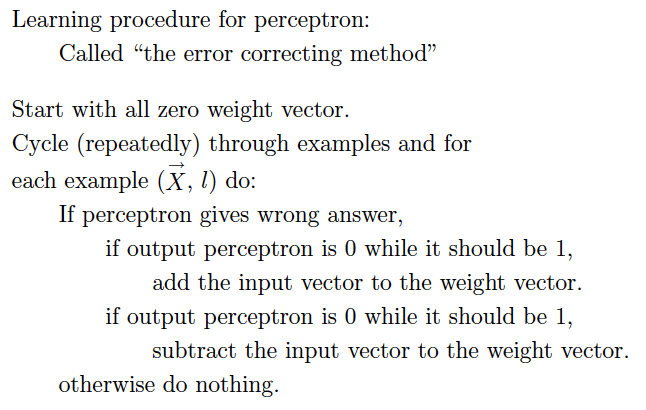 Learning procedure for perceptron:
Called “the error correcting method”
Start with all zero weight vector.
Cycle (repeatedly) through examples and for
each example (X⃗, l) do:
If perceptron gives wrong answer,
if output perceptron is 0 while it should be 1,
add the input vector to the weight vector.
if output perceptron is 0 while it should be 1,
subtract the input vector to the weight vector.
otherwise do nothing.